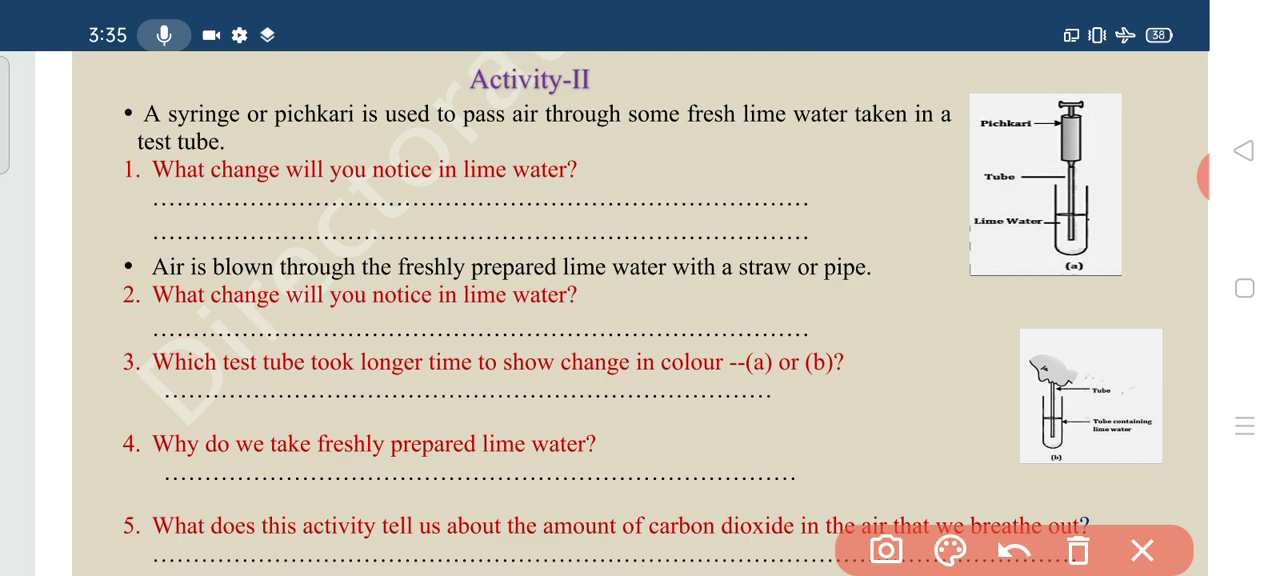 3:35
38
Activity-II
• A syringe or pichkari is used to pass air through some fresh lime water taken in a
test tube.
1. What change will you notice in lime water?
................................................................................
................................................................................
• Air is blown through the freshly prepared lime water with a straw or pipe.
2. What change will you notice in lime water?
................................................................................
3. Which test tube took longer time to show change in colour --(a) or (b)?
..........................................................................
4. Why do we take freshly prepared lime water?
.............................................................................
5. What does this activity tell us about the amount of carbon dioxide in the air that we breathe out?
................................................................................
Pichkari
Tube
Lime Water
(a)
Tube
Tube containing
lime water
(b)
Directorat